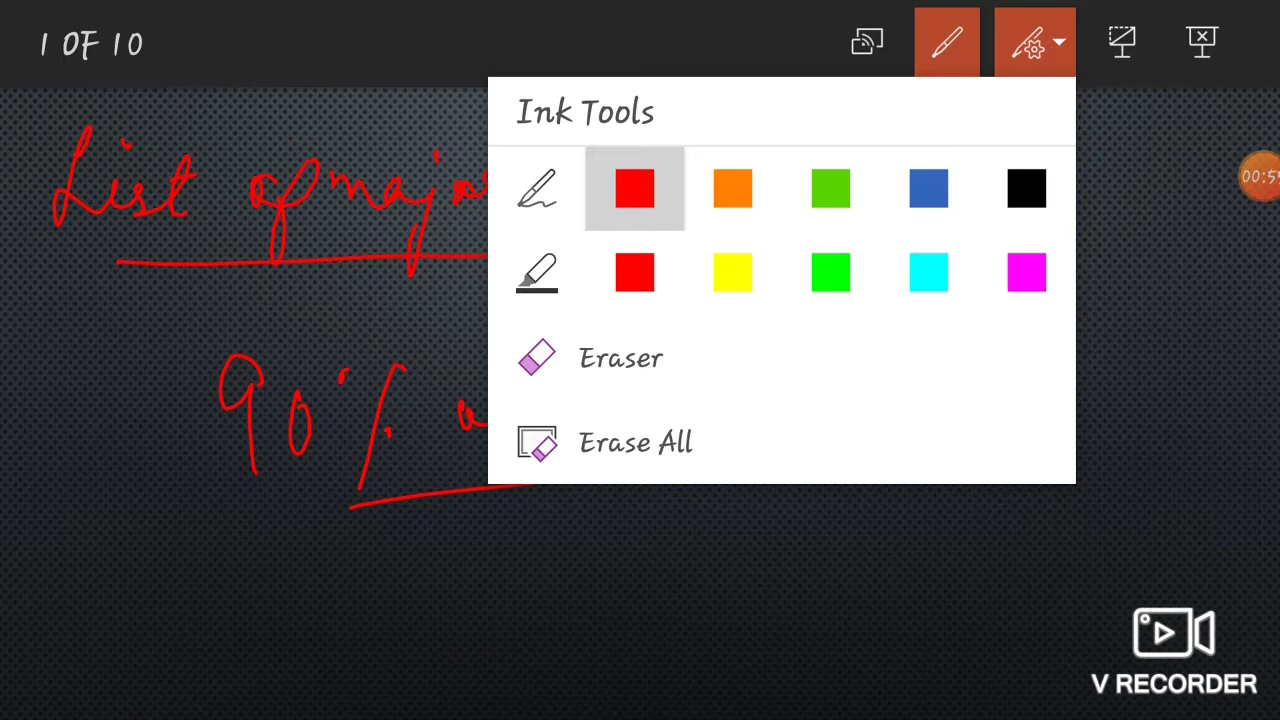 1 OF 10
Ink Tools
00:5
List of major
Eraser
90%
Erase All
V RECORDER